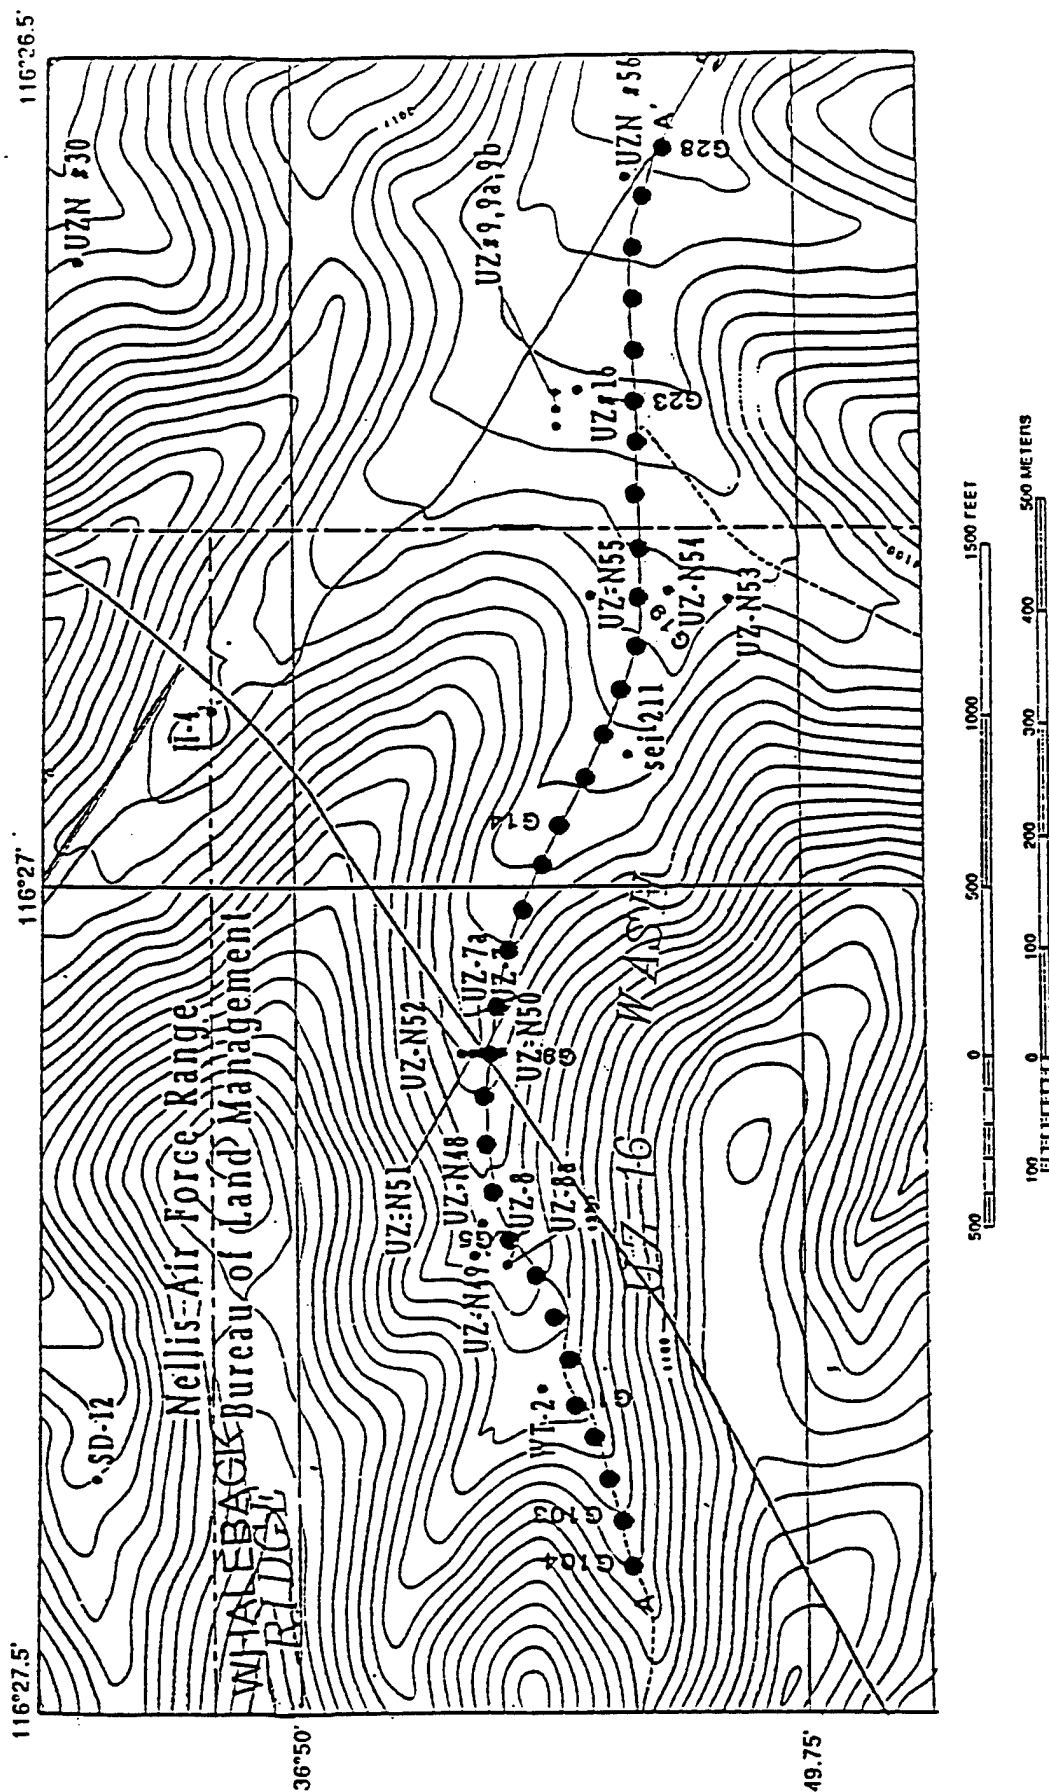 116°27.5'
116°27'
116°26.5'
36°50'
49.75'
SD-12
Nellis Air Force Range
Bureau of Land Management
WHALEBACK
RIDGE
UZN #30
UZ-N52
UZ-N51
UZ-7a
UZ-7
UZ-N50
G9
UZ-N48
UZ-N49
G5
UZ-8
UZ-8a
WT-2
G
G103
G104
A
G14
sei-211
UZ-N55
G19
UZ-N54
UZ-N53
UZ#9,9a,9b
UZ#16
G23
UZN #56
A'
G28
UZ-16 WASH
500 0 500 1000 1500 FEET
100 0 100 200 300 400 500 METERS